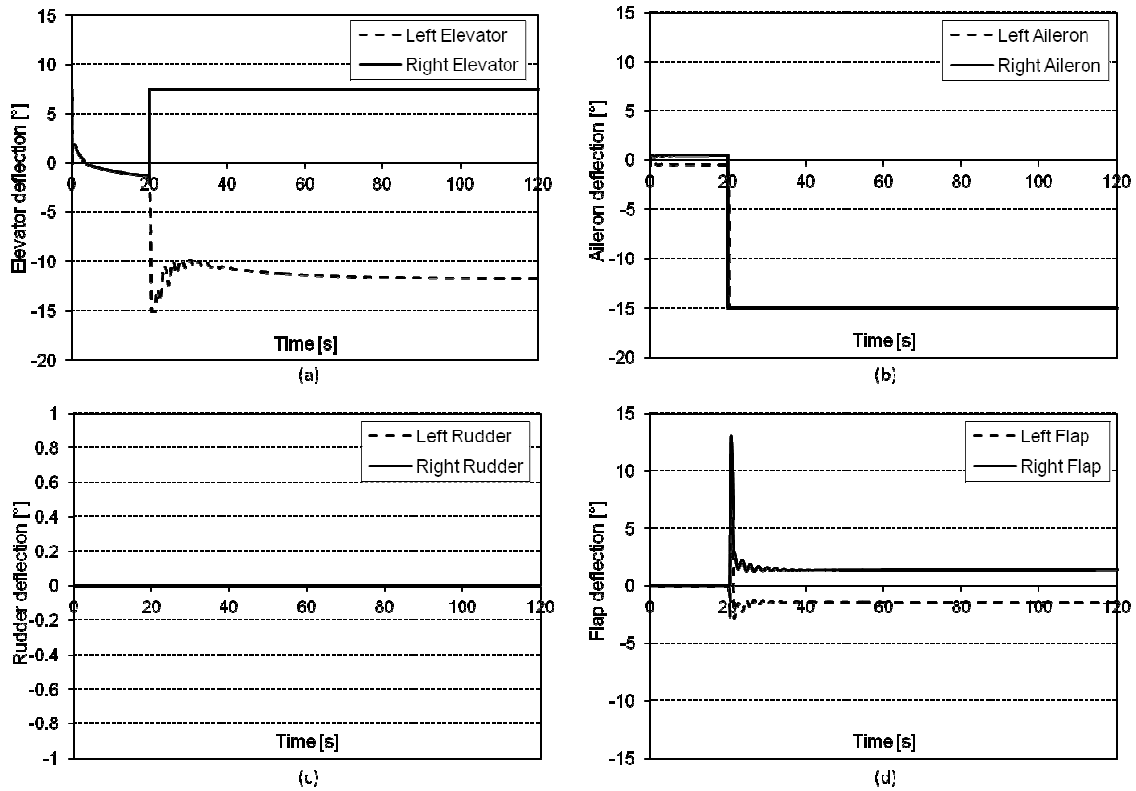 15
10
5
0
-5
-10
-15
-20
Elevator deflection [°]
Left Elevator
Right Elevator
0 20 40 60 80 100 120
Time [s]
(a)
15
10
5
0
-5
-10
-15
-20
Aileron deflection [°]
Left Aileron
Right Aileron
0 20 40 60 80 100 120
Time [s]
(b)
1
0.8
0.6
0.4
0.2
0
-0.2
-0.4
-0.6
-0.8
-1
Rudder deflection [°]
Left Rudder
Right Rudder
0 20 40 60 80 100 120
Time [s]
(c)
15
10
5
0
-5
-10
-15
Flap deflection [°]
Left Flap
Right Flap
0 20 40 60 80 100 120
Time [s]
(d)